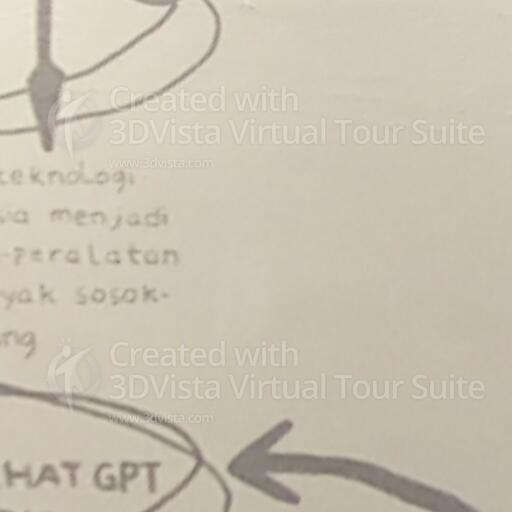 Created with
3DVista Virtual Tour Suite
www.3dvista.com
teknologi
menjadi
-peralatan
yak sosok-
ng
Created with
3DVista Virtual Tour Suite
www.3dvista.com
HAT GPT